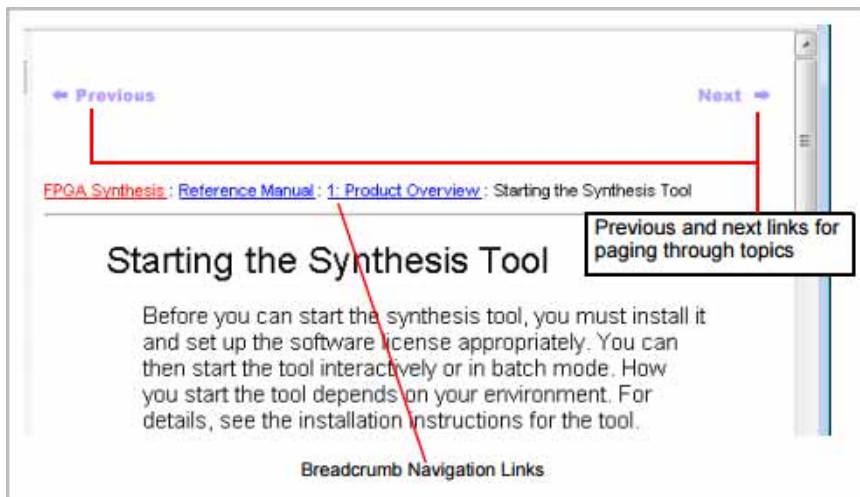 Previous
Next
FPGA Synthesis : Reference Manual : 1: Product Overview : Starting the Synthesis Tool
Previous and next links for
paging through topics
Starting the Synthesis Tool
Before you can start the synthesis tool, you must install it
and set up the software license appropriately. You can
then start the tool interactively or in batch mode. How
you start the tool depends on your environment. For
details, see the installation instructions for the tool.
Breadcrumb Navigation Links